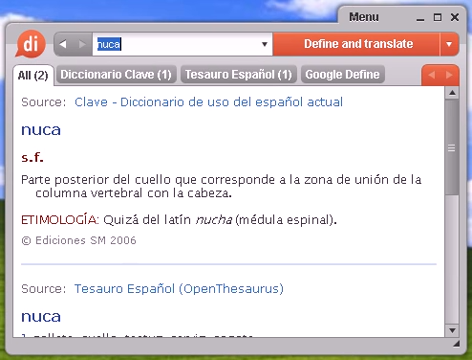 Menu
di
nuca
Define and translate
All (2)
Diccionario Clave (1)
Tesauro Español (1)
Google Define
Source: Clave - Diccionario de uso del español actual
nuca
s.f.
Parte posterior del cuello que corresponde a la zona de unión de la
columna vertebral con la cabeza.
ETIMOLOGÍA: Quizá del latín nucha (médula espinal).
© Ediciones SM 2006
Source: Tesauro Español (OpenThesaurus)
nuca